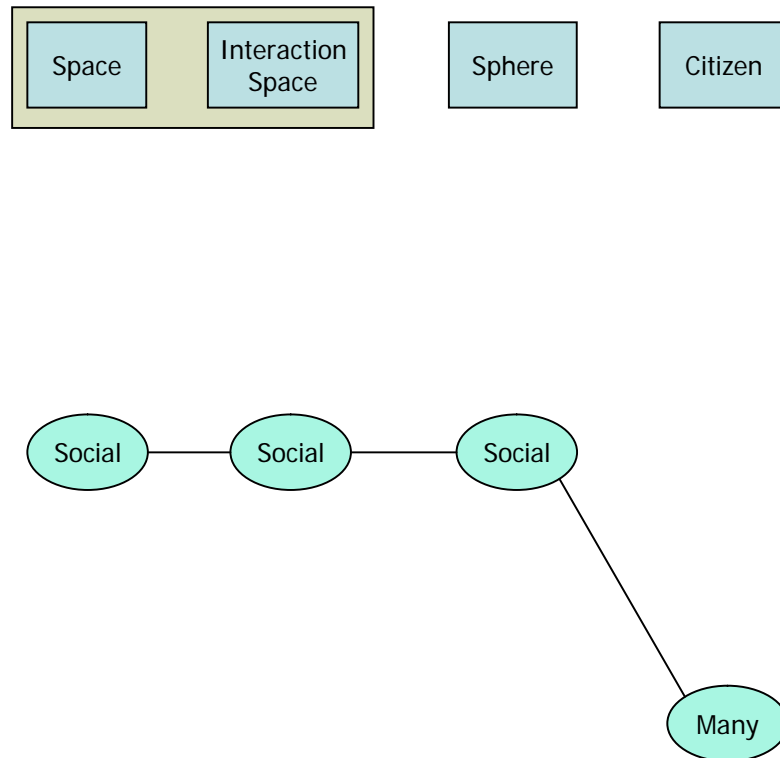 Space
Interaction
Space
Sphere
Citizen
Social
Social
Social
Many